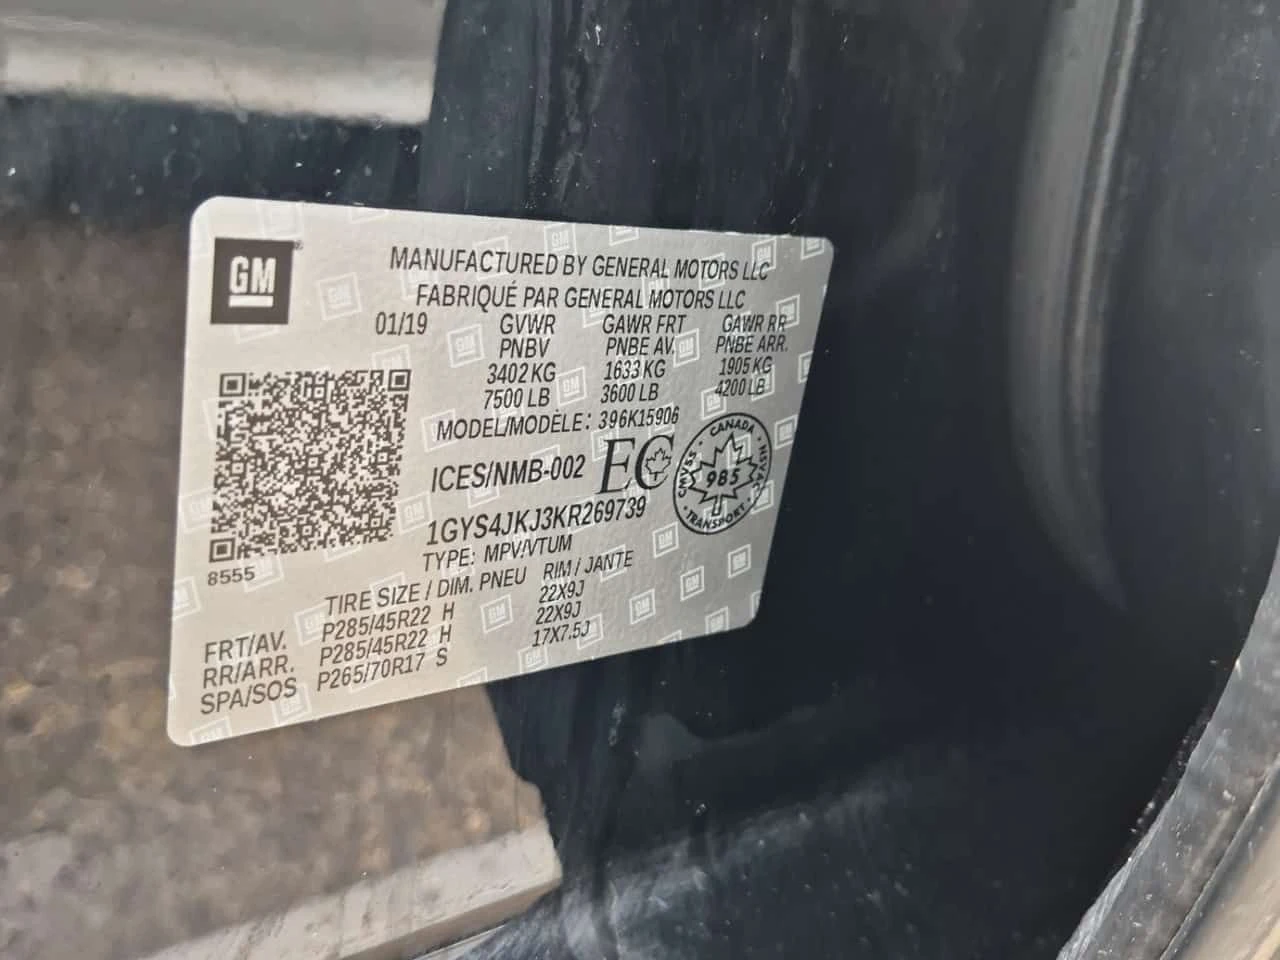 GM
MANUFACTURED BY GENERAL MOTORS LLC
FABRIQUÉ PAR GENERAL MOTORS LLC
01/19 GVWR GAWR FRT GAWR RR
PNBV PNBE AV. PNBE ARR.
3402 KG 1633 KG 1905 KG
7500 LB 3600 LB 4200 LB
MODEL/MODÈLE: 396K15906
ICES/NMB-002 EC
CANADA
CMVSS 985 NSVAC
TRANSPORT
1GYS4JKJ3KR269739
TYPE: MPV/VTUM
8555
TIRE SIZE / DIM. PNEU RIM / JANTE
FRT/AV. P285/45R22 H 22X9J
RR/ARR. P285/45R22 H 22X9J
SPA/SOS P265/70R17 S 17X7.5J